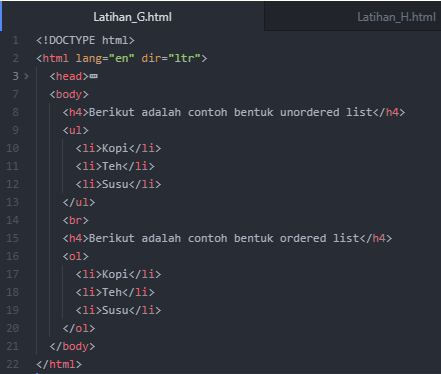 Latihan_G.html
Latihan_H.html
1 <!DOCTYPE html>
2 <html lang="en" dir="ltr">
3 <head>
7 <body>
8 <h4>Berikut adalah contoh bentuk unordered list</h4>
9 <ul>
10 <li>Kopi</li>
11 <li>Teh</li>
12 <li>Susu</li>
13 </ul>
14 <br>
15 <h4>Berikut adalah contoh bentuk ordered list</h4>
16 <ol>
17 <li>Kopi</li>
18 <li>Teh</li>
19 <li>Susu</li>
20 </ol>
21 </body>
22 </html>